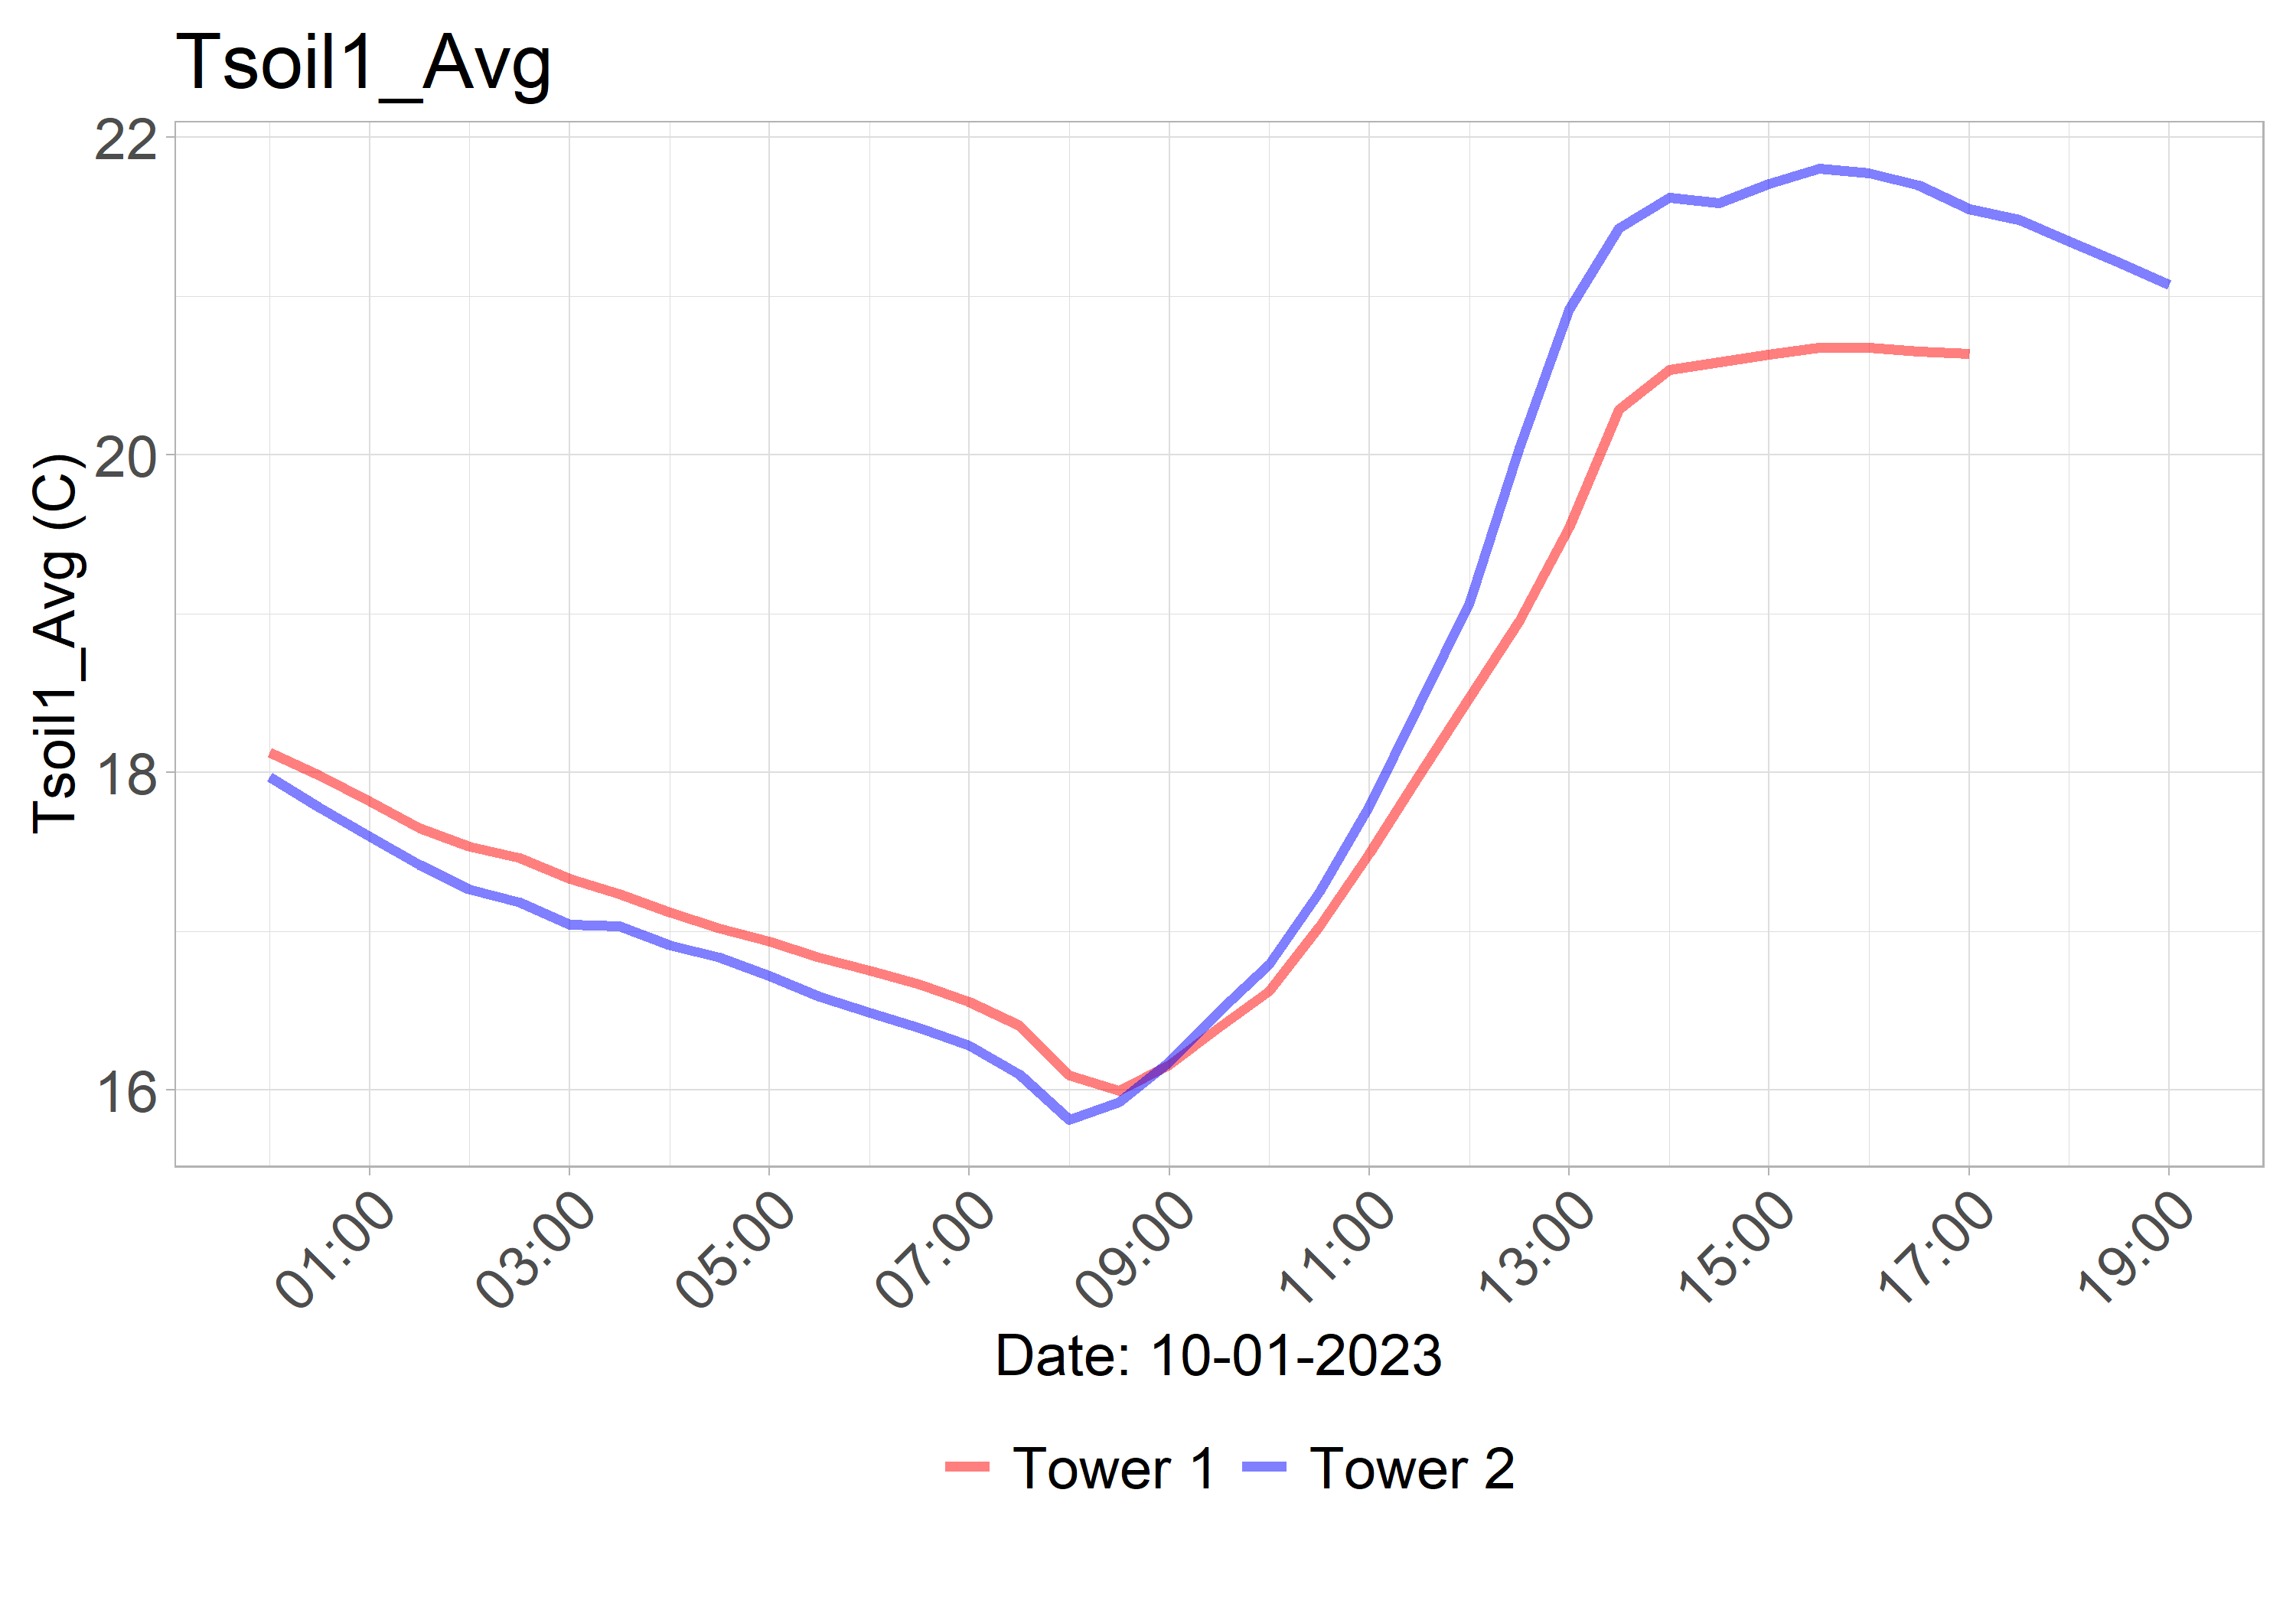 Tsoil1_Avg
Tsoil1_Avg (C)
22
20
18
16
01:00 03:00 05:00 07:00 09:00 11:00 13:00 15:00 17:00 19:00
Date: 10-01-2023
Tower 1 Tower 2